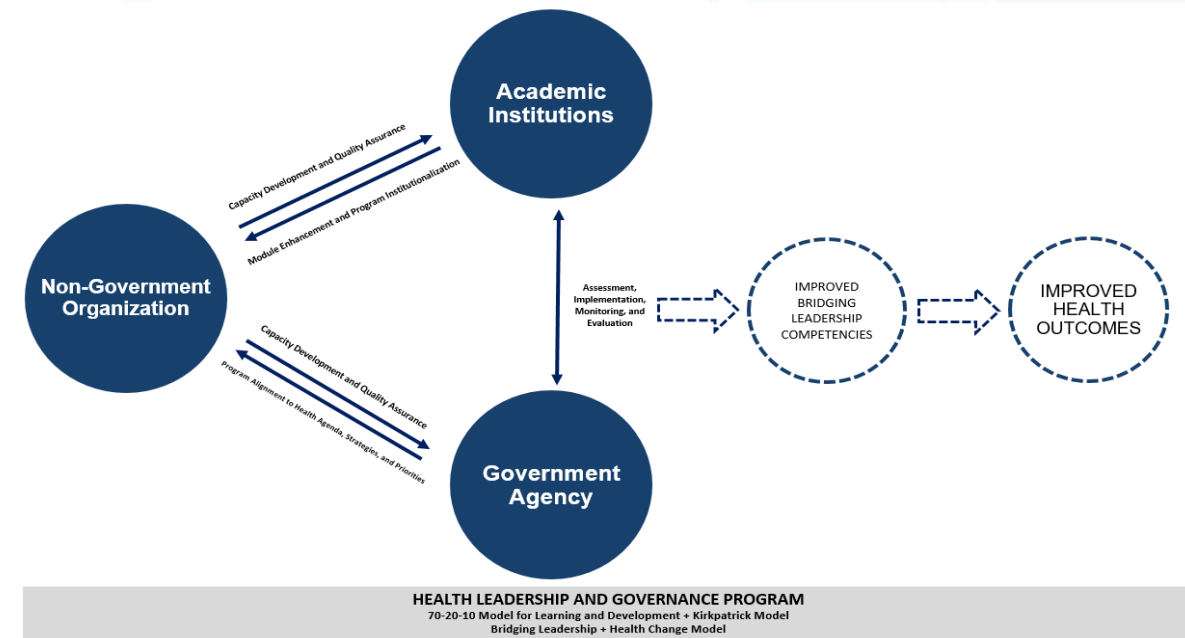 Academic
Institutions
Capacity Development and Quality Assurance
Module Enhancement and Program Institutionalization
Non-Government
Organization
Assessment,
Implementation,
Monitoring, and
Evaluation
IMPROVED
BRIDGING
LEADERSHIP
COMPETENCIES
IMPROVED
HEALTH
OUTCOMES
Capacity Development and Quality Assurance
Program Alignment to Health Agenda, Strategies, and Priorities
Government
Agency
HEALTH LEADERSHIP AND GOVERNANCE PROGRAM
70-20-10 Model for Learning and Development + Kirkpatrick Model
Bridging Leadership + Health Change Model